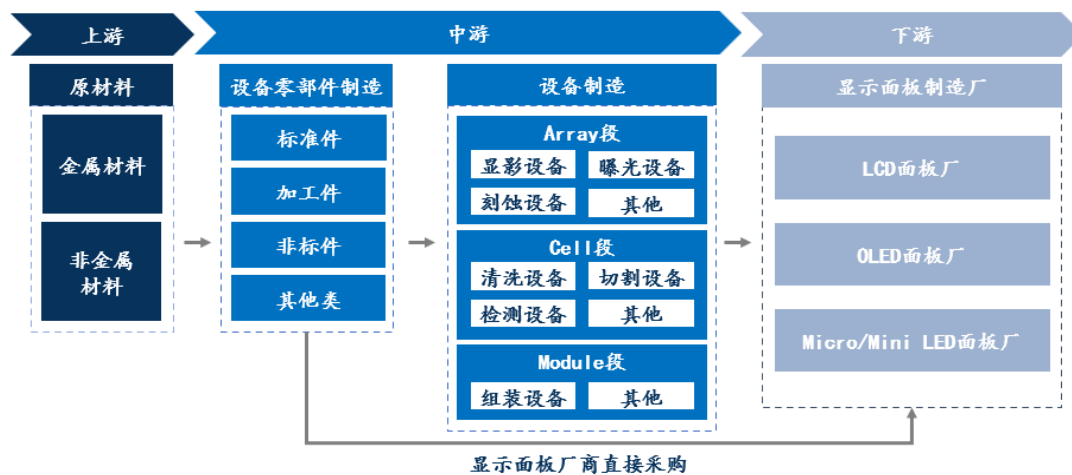 上游
中游
下游
原材料
金属材料
非金属
材料
设备零部件制造
标准件
加工件
非标件
其他类
设备制造
Array段
显影设备
曝光设备
刻蚀设备
其他
Cell段
清洗设备
切割设备
检测设备
其他
Module段
组装设备
其他
显示面板制造厂
LCD面板厂
OLED面板厂
Micro/Mini LED面板厂
显示面板厂商直接采购